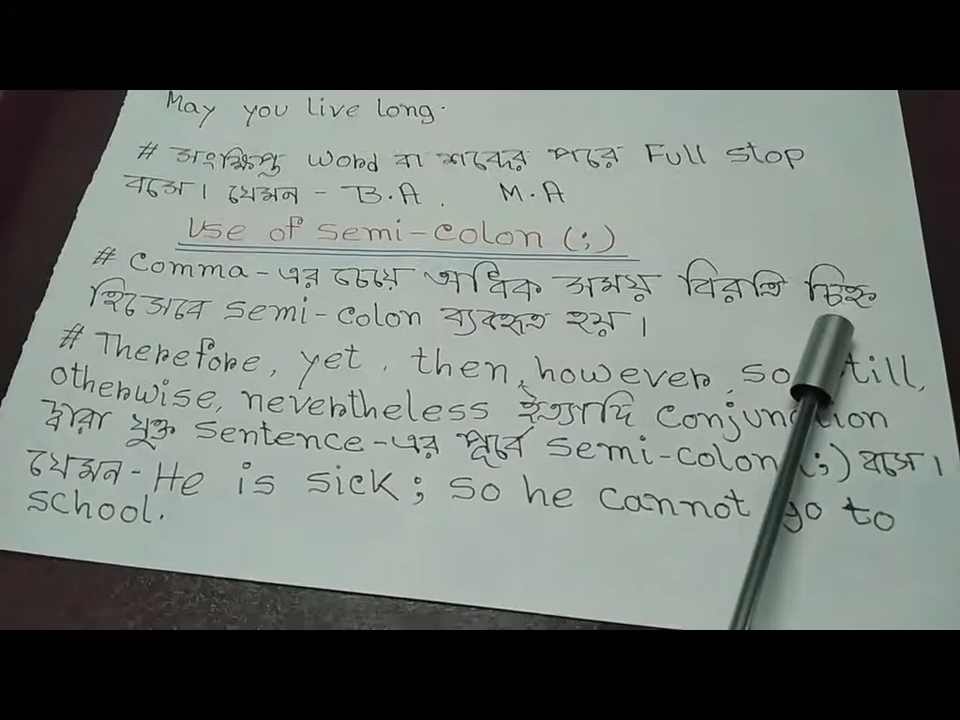 May you live long.
# সংক্ষিপ্ত word বা শব্দের পরে Full stop
বসে। যেমন - B.A. M.A
Use of semi-colon (;)
# Comma-এর চেয়ে অধিক সময় বিরতি চিহ্ন
হিসেবে semi-colon ব্যবহৃত হয়।
# Therefore, yet, then, however, so, still,
otherwise, nevertheless ইত্যাদি conjunction
দ্বারা যুক্ত sentence-এর পূর্বে semi-colon (;) বসে।
যেমন - He is sick; so he cannot go to
school.